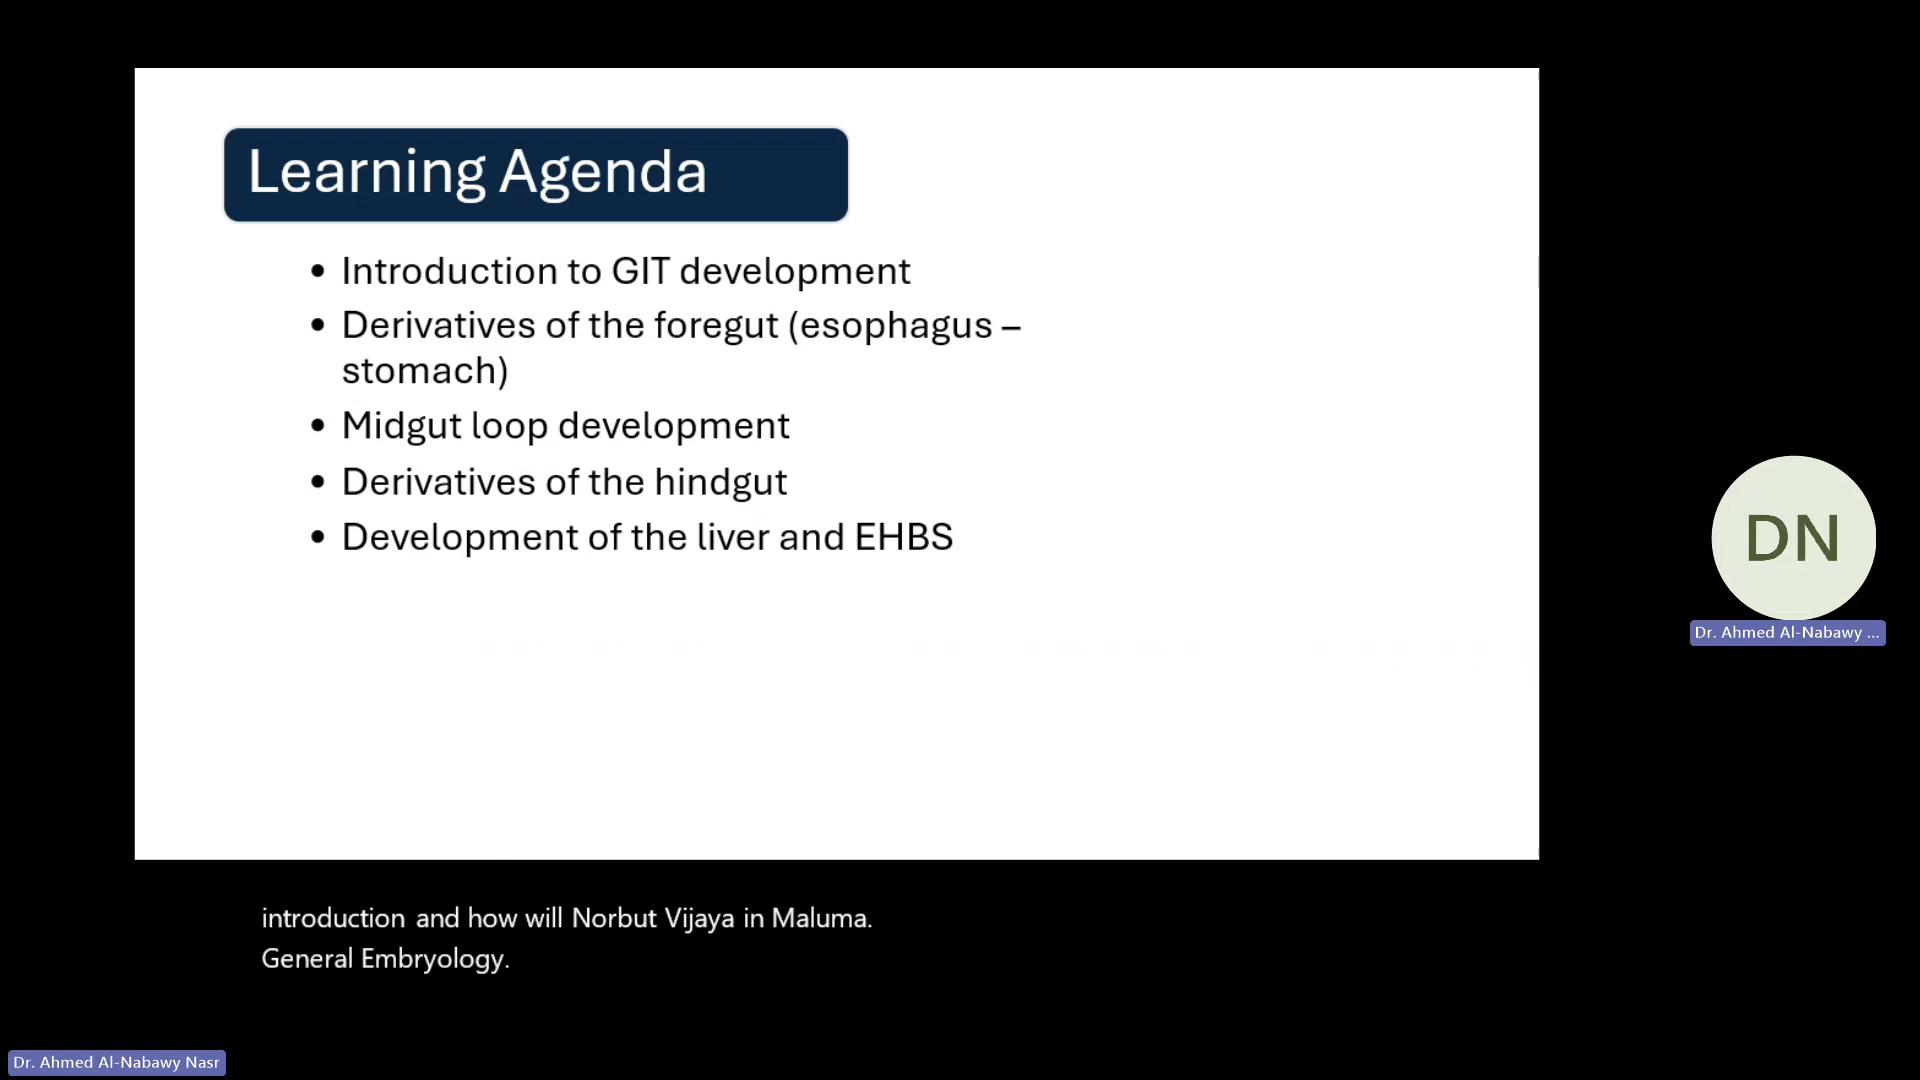 Learning Agenda
• Introduction to GIT development
• Derivatives of the foregut (esophagus –
stomach)
• Midgut loop development
• Derivatives of the hindgut
• Development of the liver and EHBS
DN
Dr. Ahmed Al-Nabawy ...
introduction and how will Norbut Vijaya in Maluma.
General Embryology.
Dr. Ahmed Al-Nabawy Nasr